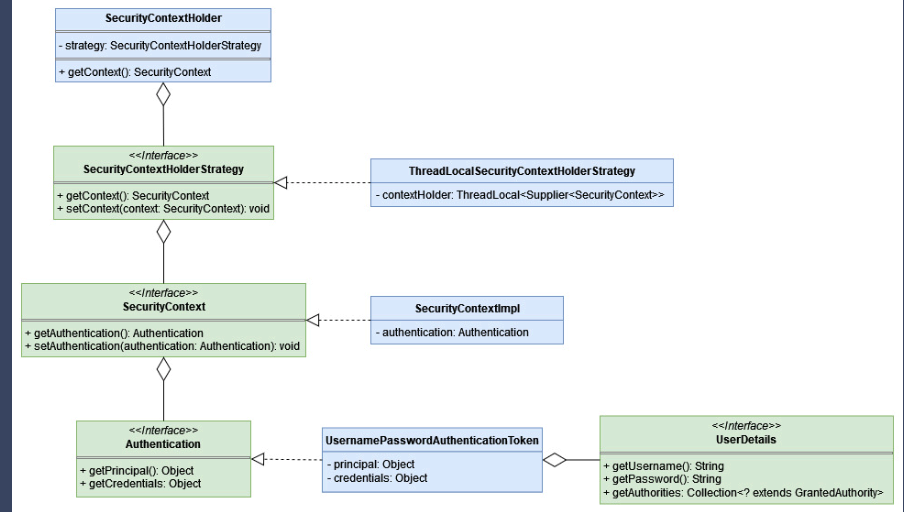 SecurityContextHolder
- strategy: SecurityContextHolderStrategy
+ getContext(): SecurityContext
<<Interface>>
SecurityContextHolderStrategy
+ getContext(): SecurityContext
+ setContext(context: SecurityContext): void
ThreadLocalSecurityContextHolderStrategy
- contextHolder: ThreadLocal<Supplier<SecurityContext>>
<<Interface>>
SecurityContext
+ getAuthentication(): Authentication
+ setAuthentication(authentication: Authentication): void
SecurityContextImpl
- authentication: Authentication
<<Interface>>
Authentication
+ getPrincipal(): Object
+ getCredentials: Object
UsernamePasswordAuthenticationToken
- principal: Object
- credentials: Object
<<Interface>>
UserDetails
+ getUsername(): String
+ getPassword(): String
+ getAuthorities: Collection<? extends GrantedAuthority>